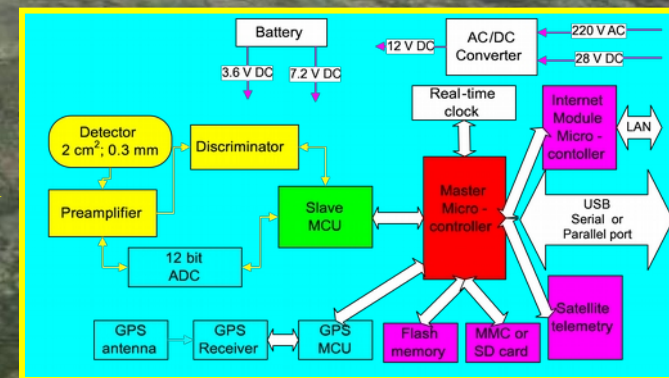 Battery
3.6 V DC
7.2 V DC
12 V DC
AC/DC
Converter
220 V AC
28 V DC
Real-time
clock
Internet
Module
Micro-
contoller
LAN
Detector
2 cm²; 0.3 mm
Discriminator
Preamplifier
12 bit
ADC
Slave
MCU
Master
Micro-
controller
USB
Serial or
Parallel port
GPS
antenna
GPS
Receiver
GPS
MCU
Flash
memory
MMC or
SD card
Satellite
telemetry